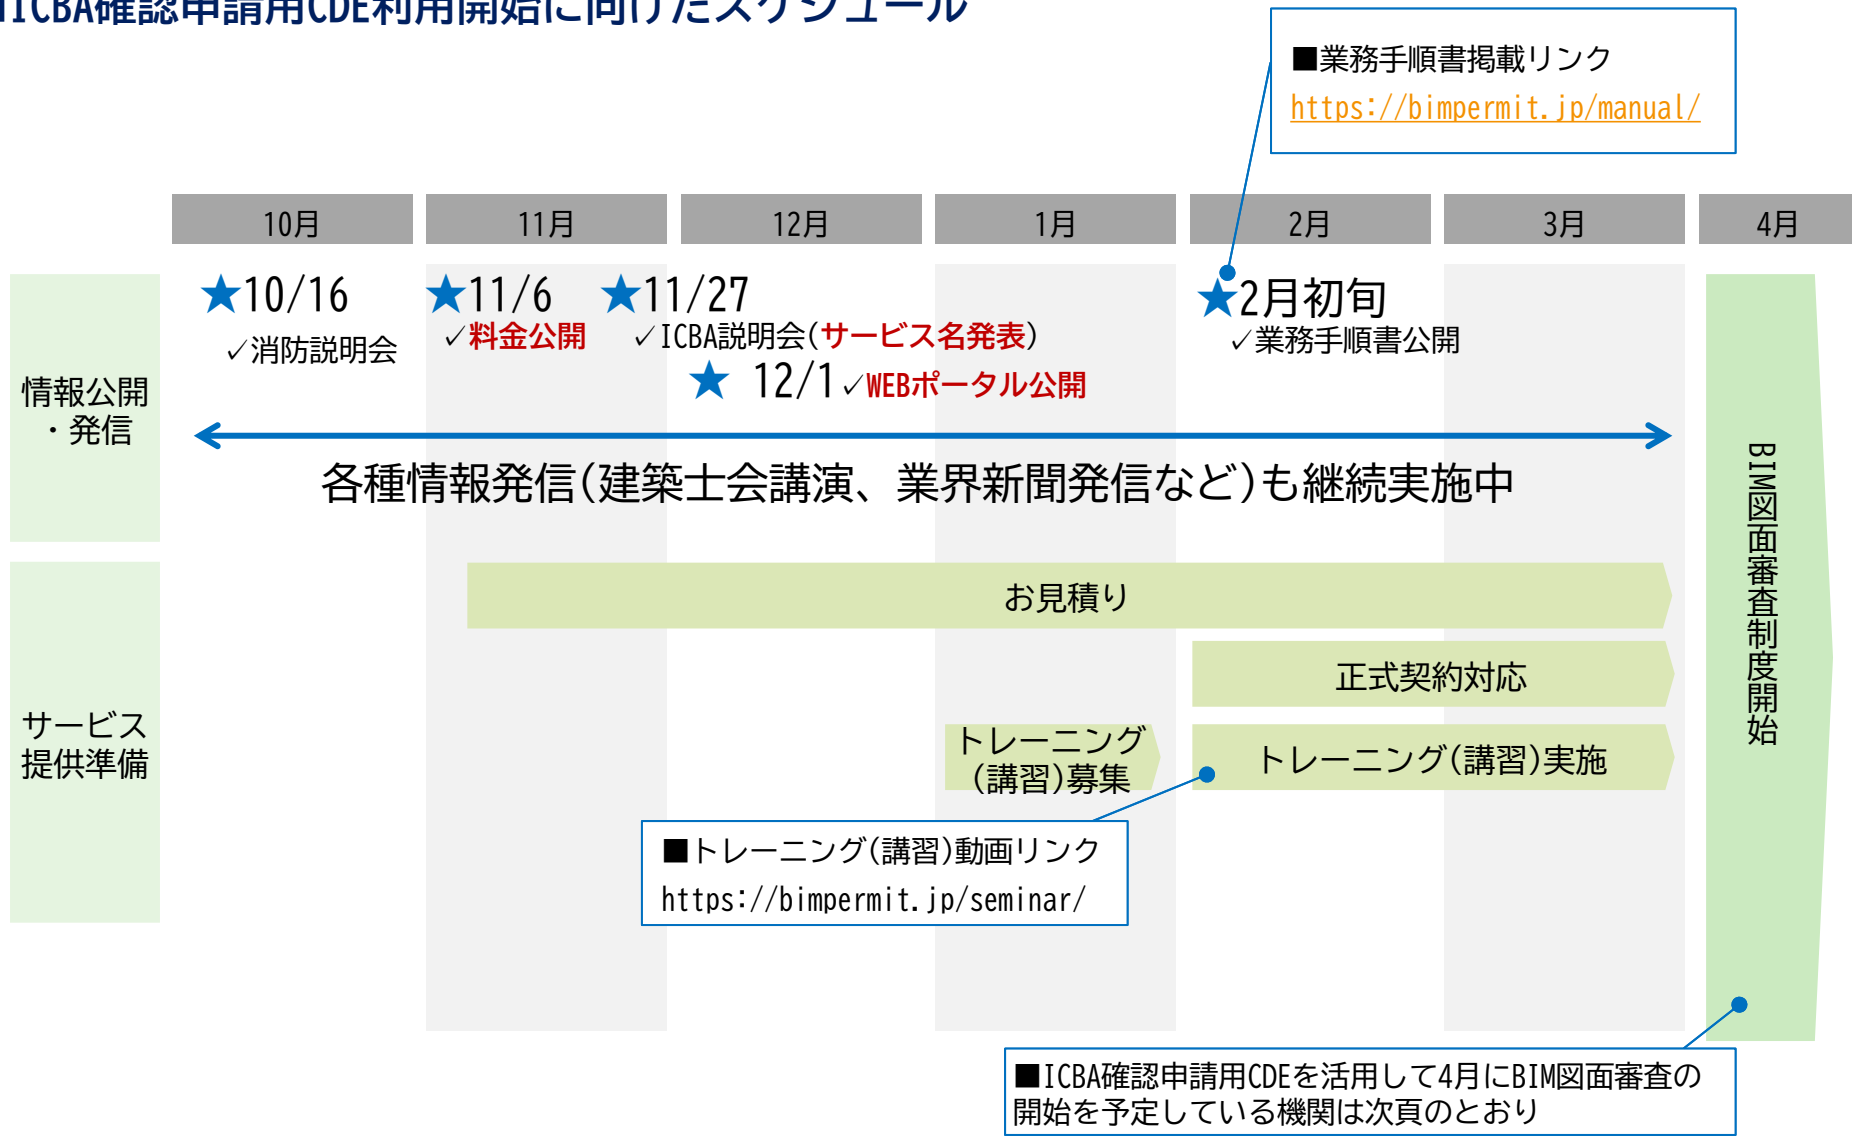 ICBA確認申請用CDE利用開始に向けたスケジュール
■業務手順書掲載リンク
https://bimpermit.jp/manual/
10月
11月
12月
1月
2月
3月
4月
情報公開
・発信
★10/16
✓消防説明会
★11/6
✓料金公開
★11/27
✓ICBA説明会(サービス名発表)
★ 12/1✓WEBポータル公開
★2月初旬
✓業務手順書公開
各種情報発信(建築士会講演、業界新聞発信など)も継続実施中
BIM図面審査制度開始
サービス
提供準備
お見積り
正式契約対応
トレーニング
(講習)募集
トレーニング(講習)実施
■トレーニング(講習)動画リンク
https://bimpermit.jp/seminar/
■ICBA確認申請用CDEを活用して4月にBIM図面審査の
開始を予定している機関は次頁のとおり